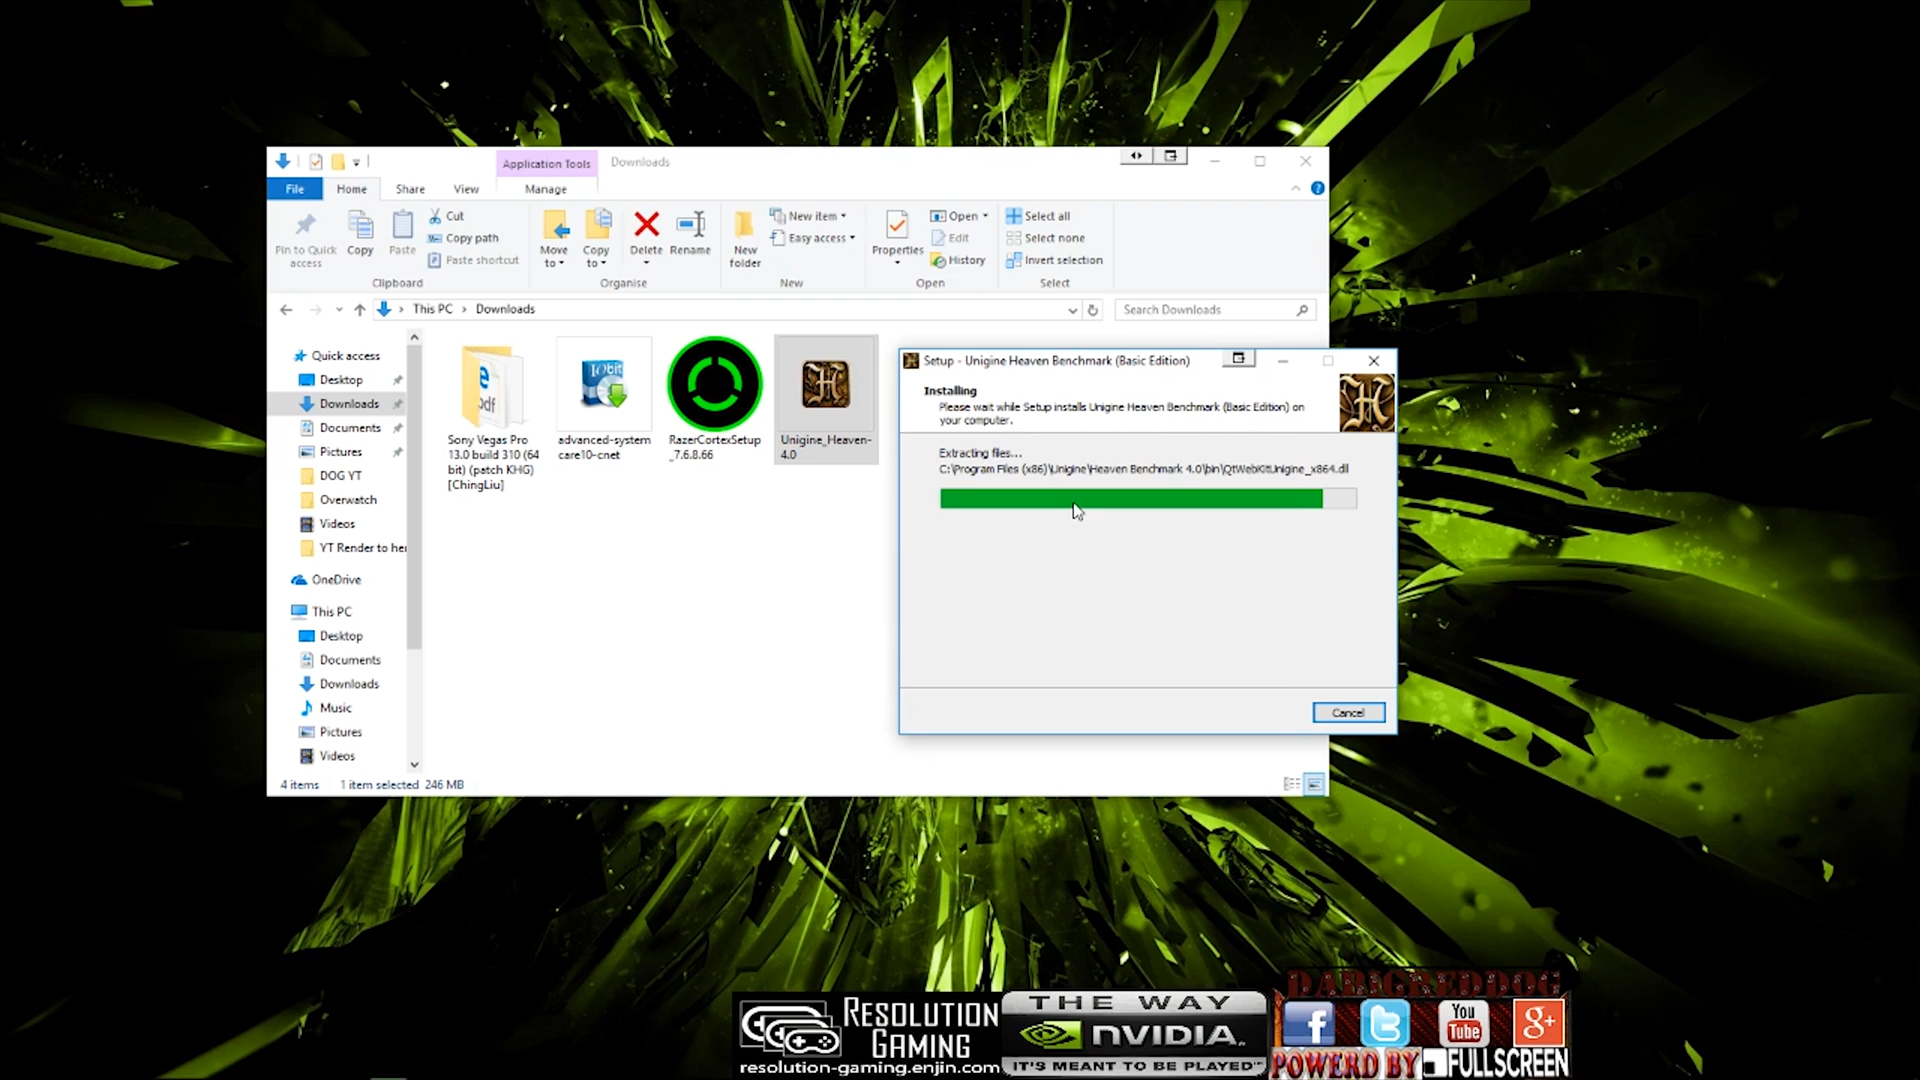 Application Tools
Downloads
File
Home
Share
View
Manage
Pin to Quick
access
Copy
Paste
Cut
Copy path
Paste shortcut
Clipboard
Move
to
Copy
to
Delete
Rename
Organise
New
folder
New item
Easy access
New
Properties
Open
Edit
History
Open
Select all
Select none
Invert selection
Select
This PC
Downloads
Search Downloads
Quick access
Desktop
Downloads
Documents
Pictures
DOG YT
Overwatch
Videos
YT Render to her
OneDrive
This PC
Desktop
Documents
Downloads
Music
Pictures
Videos
pdf
Sony Vegas Pro
13.0 build 310 (64
bit) (patch KHG)
[ChingLiu]
IObit
advanced-system
care10-cnet
RazerCortexSetup
_7.6.8.66
Unigine_Heaven-
4.0
4 items
1 item selected 246 MB
Setup - Unigine Heaven Benchmark (Basic Edition)
Installing
Please wait while Setup installs Unigine Heaven Benchmark (Basic Edition) on
your computer.
Extracting files...
C:\Program Files (x86)\Unigine\Heaven Benchmark 4.0\bin\QtWebKitUnigine_x864.dll
Cancel
RESOLUTION
GAMING
resolution-gaming.enjin.com
THE WAY
NVIDIA.
IT'S MEANT TO BE PLAYED
DABIGREDDOG
You
Tube
g+
POWERD BY
FULLSCREEN